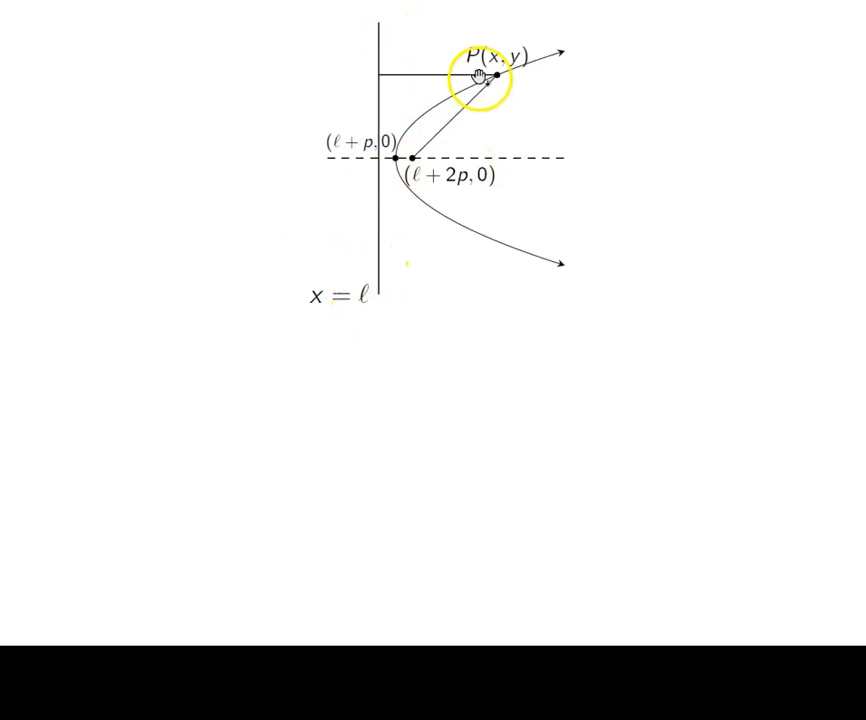 P(x, y)
(ℓ + p, 0)
(ℓ + 2p, 0)
x = ℓ